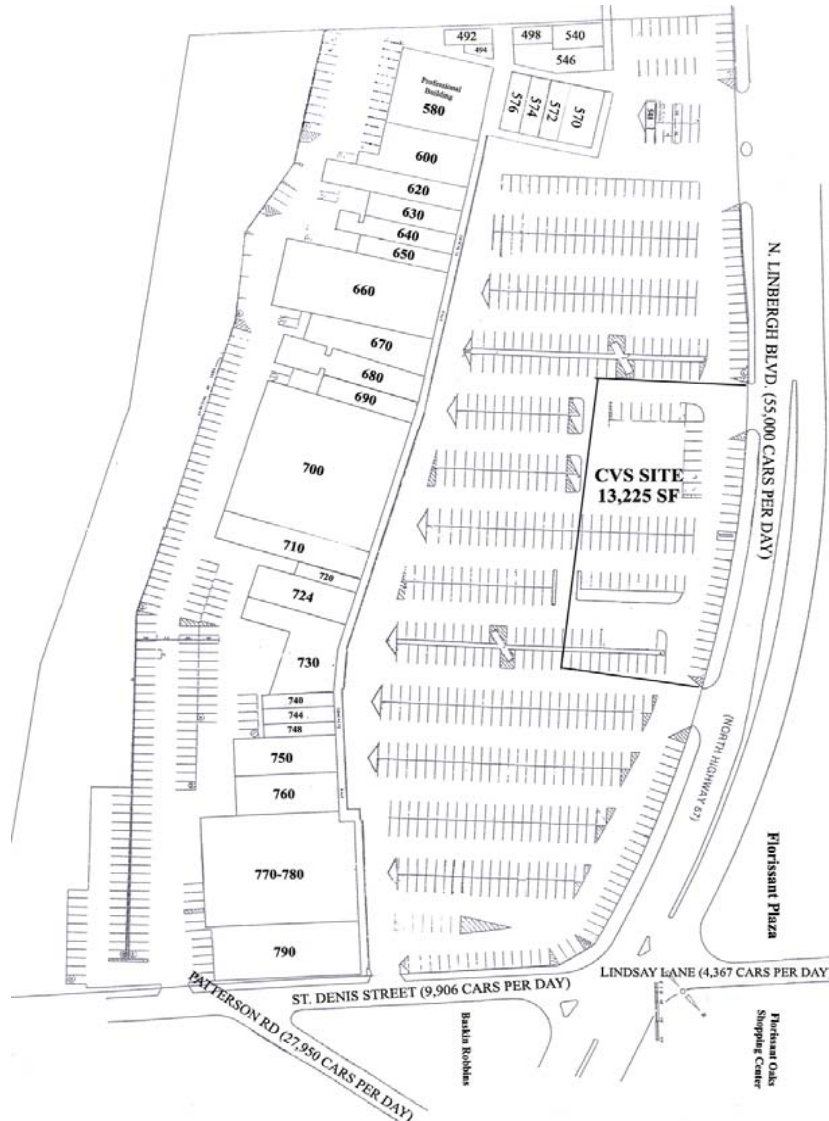 492
494
498
540
546
Professional
Building
580
576
574
572
570
600
620
630
640
650
660
670
680
690
700
710
720
724
730
740
744
748
750
760
770-780
790
CVS SITE
13,225 SF
N. LINBERGH BLVD. (55,000 CARS PER DAY)
(NORTH HIGHWAY 67)
Florissant Plaza
LINDSAY LANE (4,367 CARS PER DAY)
ST. DENIS STREET (9,906 CARS PER DAY)
PATTERSON RD (27,950 CARS PER DAY)
Baskin Robbins
Florissant Oaks
Shopping Center